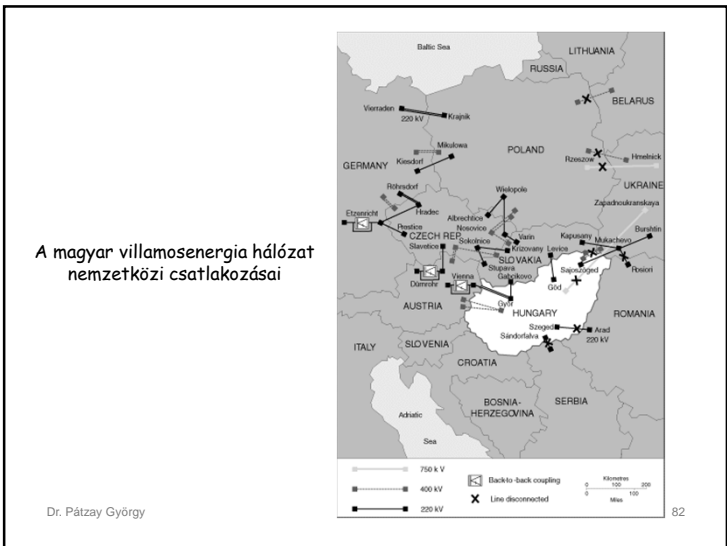 A magyar villamosenergia hálózat
nemzetközi csatlakozásai
Baltic Sea
LITHUANIA
RUSSIA
BELARUS
Vierraden
220 kV
Krajnik
POLAND
Mikulowa
Kiesdorf
GERMANY
Rzeszow
Hmelnick
UKRAINE
Röhrsdorf
Wielopole
Zapadnoukranskaya
Etzenricht
Hradec
Albrechtice
Nosovice
Burshtin
Prestice
CZECH REP.
Varin
Kapusany
Mukachevo
Slavetice
Sokolnice
Krizovany
Levice
SLOVAKIA
Stupava
Gabcikovo
Sajoszöged
Rosiori
Dürnrohr
Vienna
Göd
AUSTRIA
Győr
HUNGARY
ROMANIA
Szeged
Arad
220 kV
Sándorfalva
ITALY
SLOVENIA
CROATIA
BOSNIA-
HERZEGOVINA
SERBIA
Adriatic
Sea
750 k V
400 kV
220 kV
Back-to -back coupling
Line disconnected
Kilometres
0 100 200
0 100
Miles
Dr. Pátzay György
82